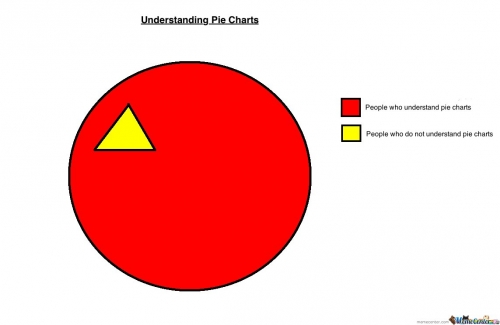 Understanding Pie Charts
People who understand pie charts
People who do not understand pie charts
memecenter.com MemeCenter